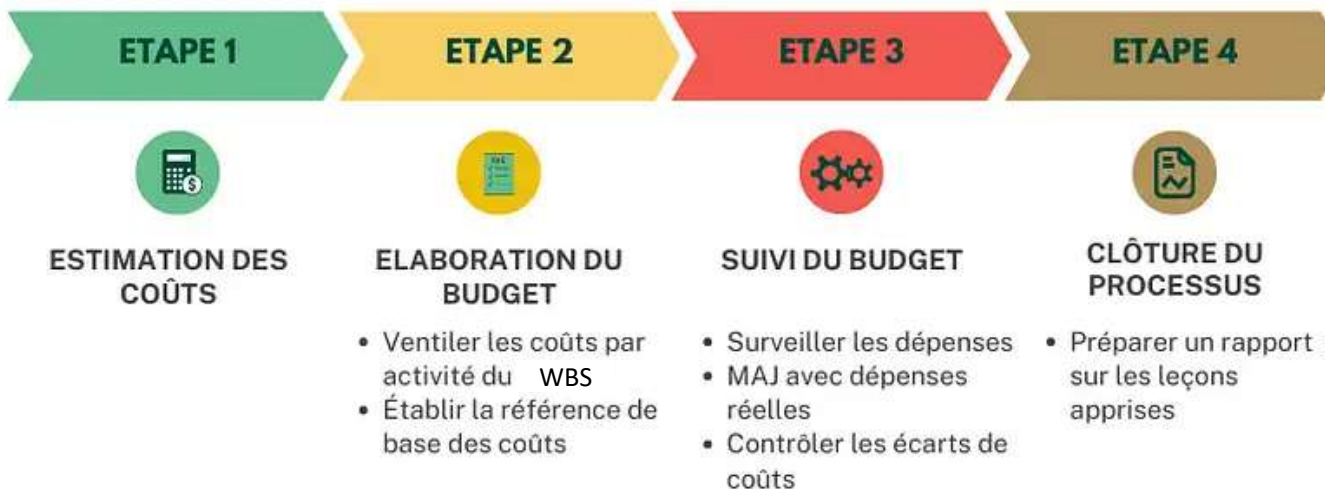 ETAPE 1
ETAPE 2
ETAPE 3
ETAPE 4
ESTIMATION DES
COÛTS
ELABORATION DU
BUDGET
• Ventiler les coûts par
activité du WBS
• Établir la référence de
base des coûts
SUIVI DU BUDGET
• Surveiller les dépenses
• MAJ avec dépenses
réelles
• Contrôler les écarts de
coûts
CLÔTURE DU
PROCESSUS
• Préparer un rapport
sur les leçons
apprises